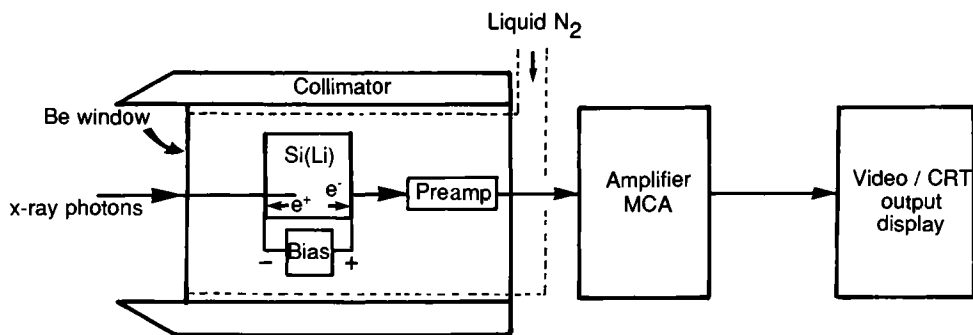 Liquid N2
Collimator
Be window
Si(Li)
e-
e+
x-ray photons
Preamp
Bias
-
+
Amplifier
MCA
Video / CRT
output
display